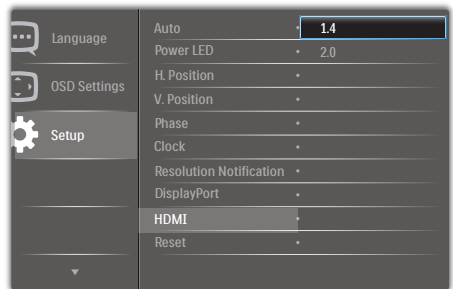 Language
OSD Settings
Setup
Auto
Power LED
H. Position
V. Position
Phase
Clock
Resolution Notification
DisplayPort
HDMI
Reset
1.4
2.0